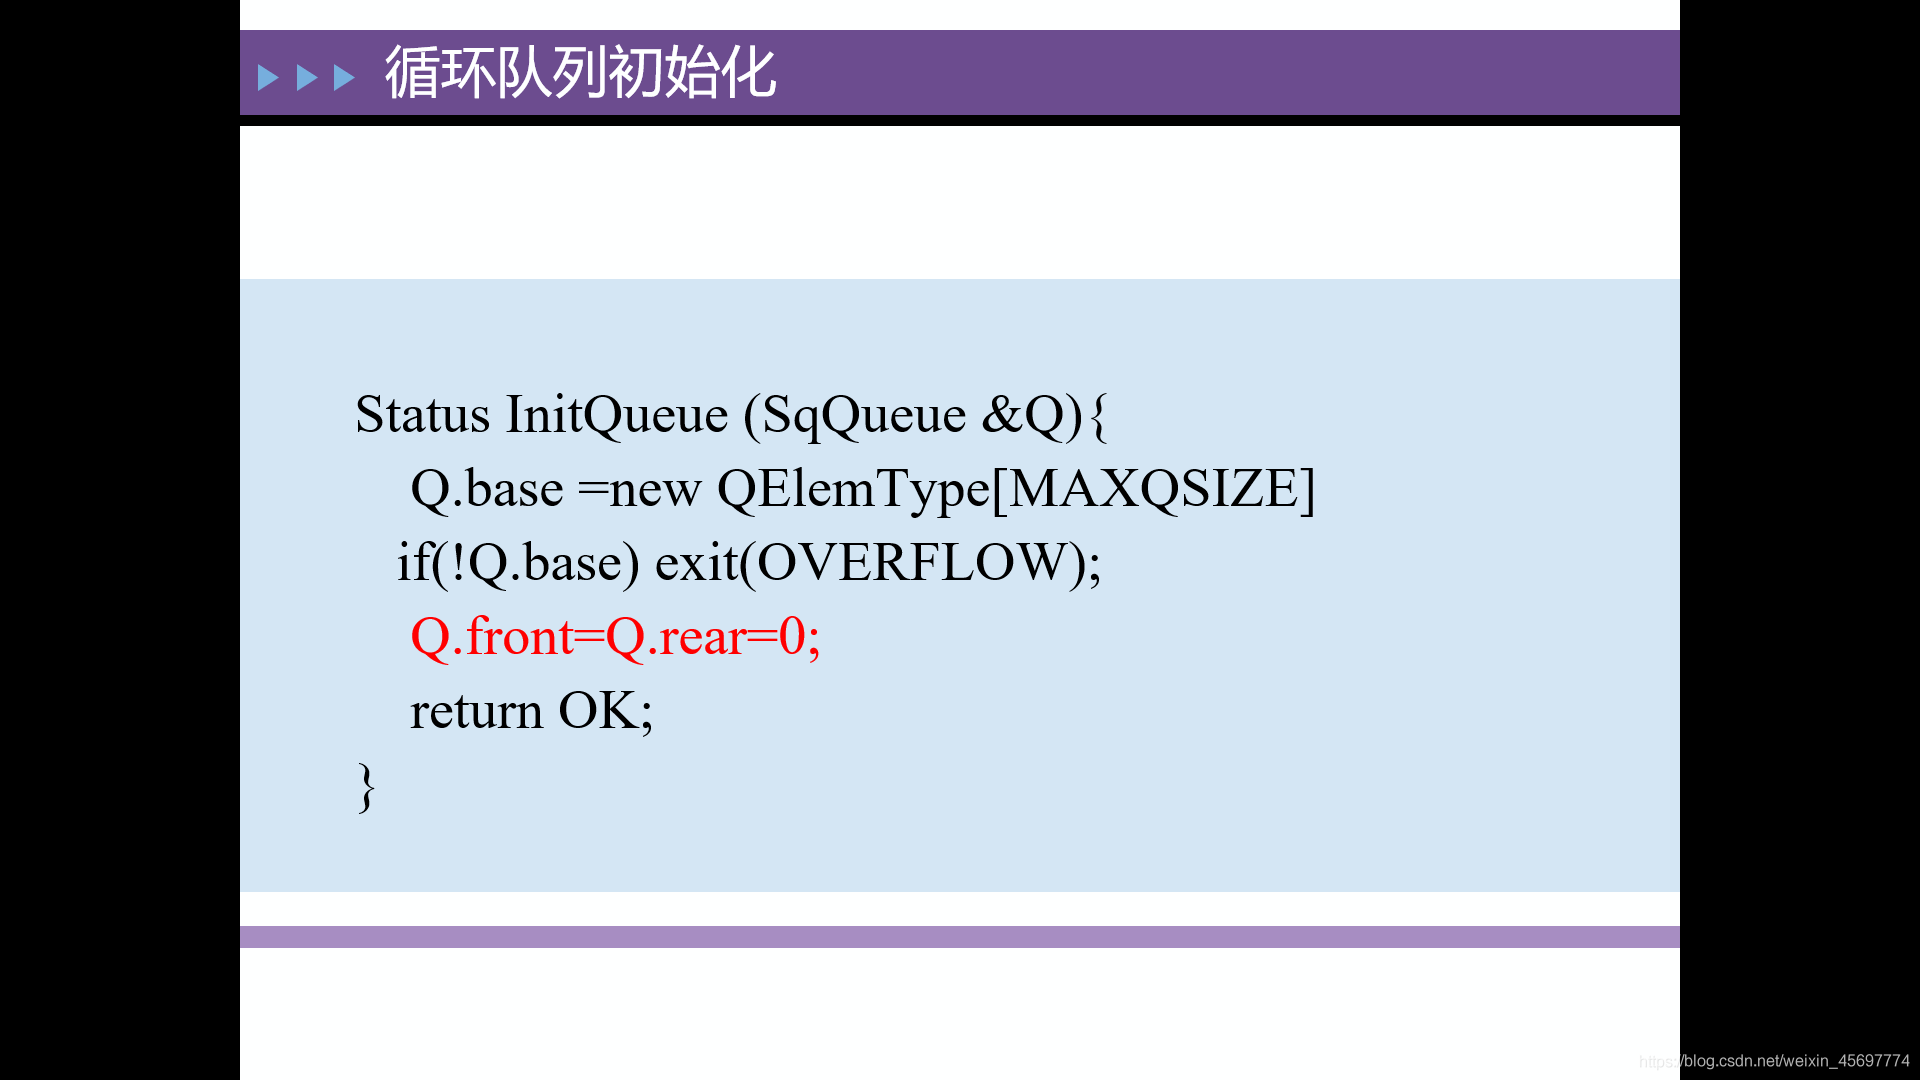 循环队列初始化
Status InitQueue (SqQueue &Q){
Q.base =new QElemType[MAXQSIZE]
if(!Q.base) exit(OVERFLOW);
Q.front=Q.rear=0;
return OK;
}
https://blog.csdn.net/weixin_45697774